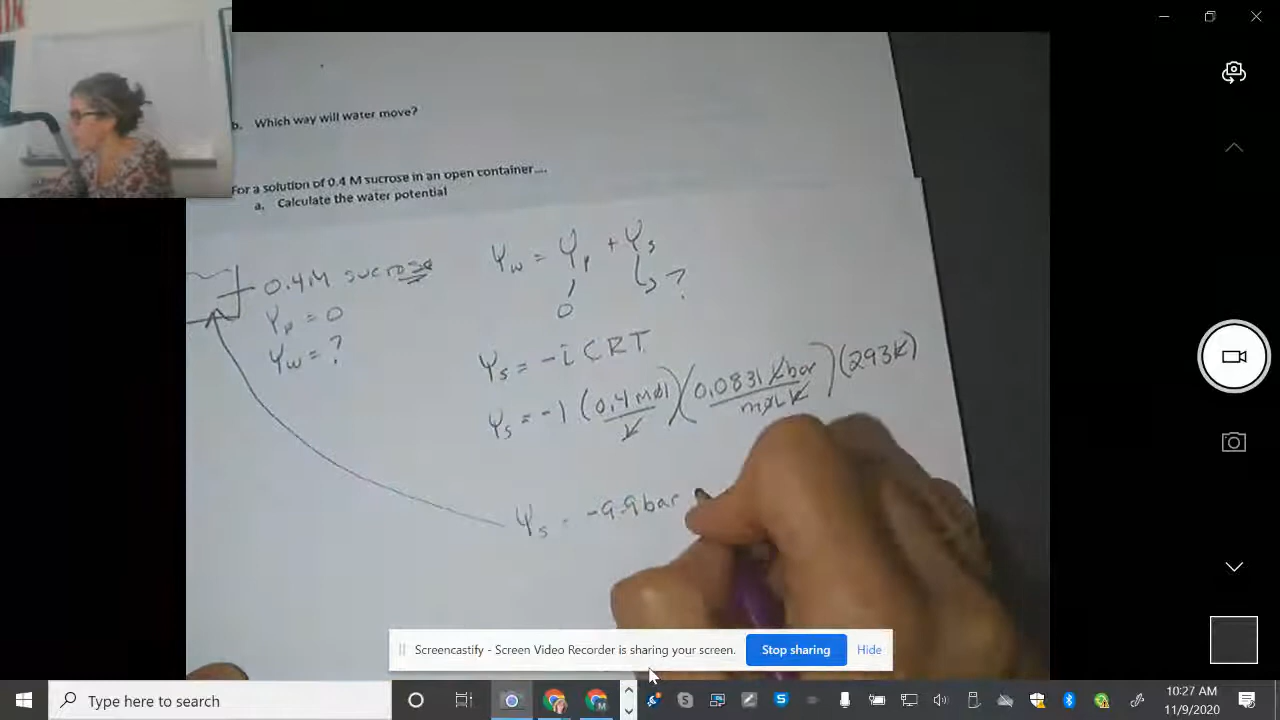 b. Which way will water move?
For a solution of 0.4 M sucrose in an open container....
a. Calculate the water potential
0.4M sucrose
Ψp = 0
Ψw = ?
Ψw = Ψp + Ψs
0
?
Ψs = -iCRT
Ψs = -1 (0.4 mol/L)(0.0831 L bar/mol K)(293K)
Ψs = -9.9 bar
Screencastify - Screen Video Recorder is sharing your screen.
Stop sharing
Hide
Type here to search
10:27 AM
11/9/2020